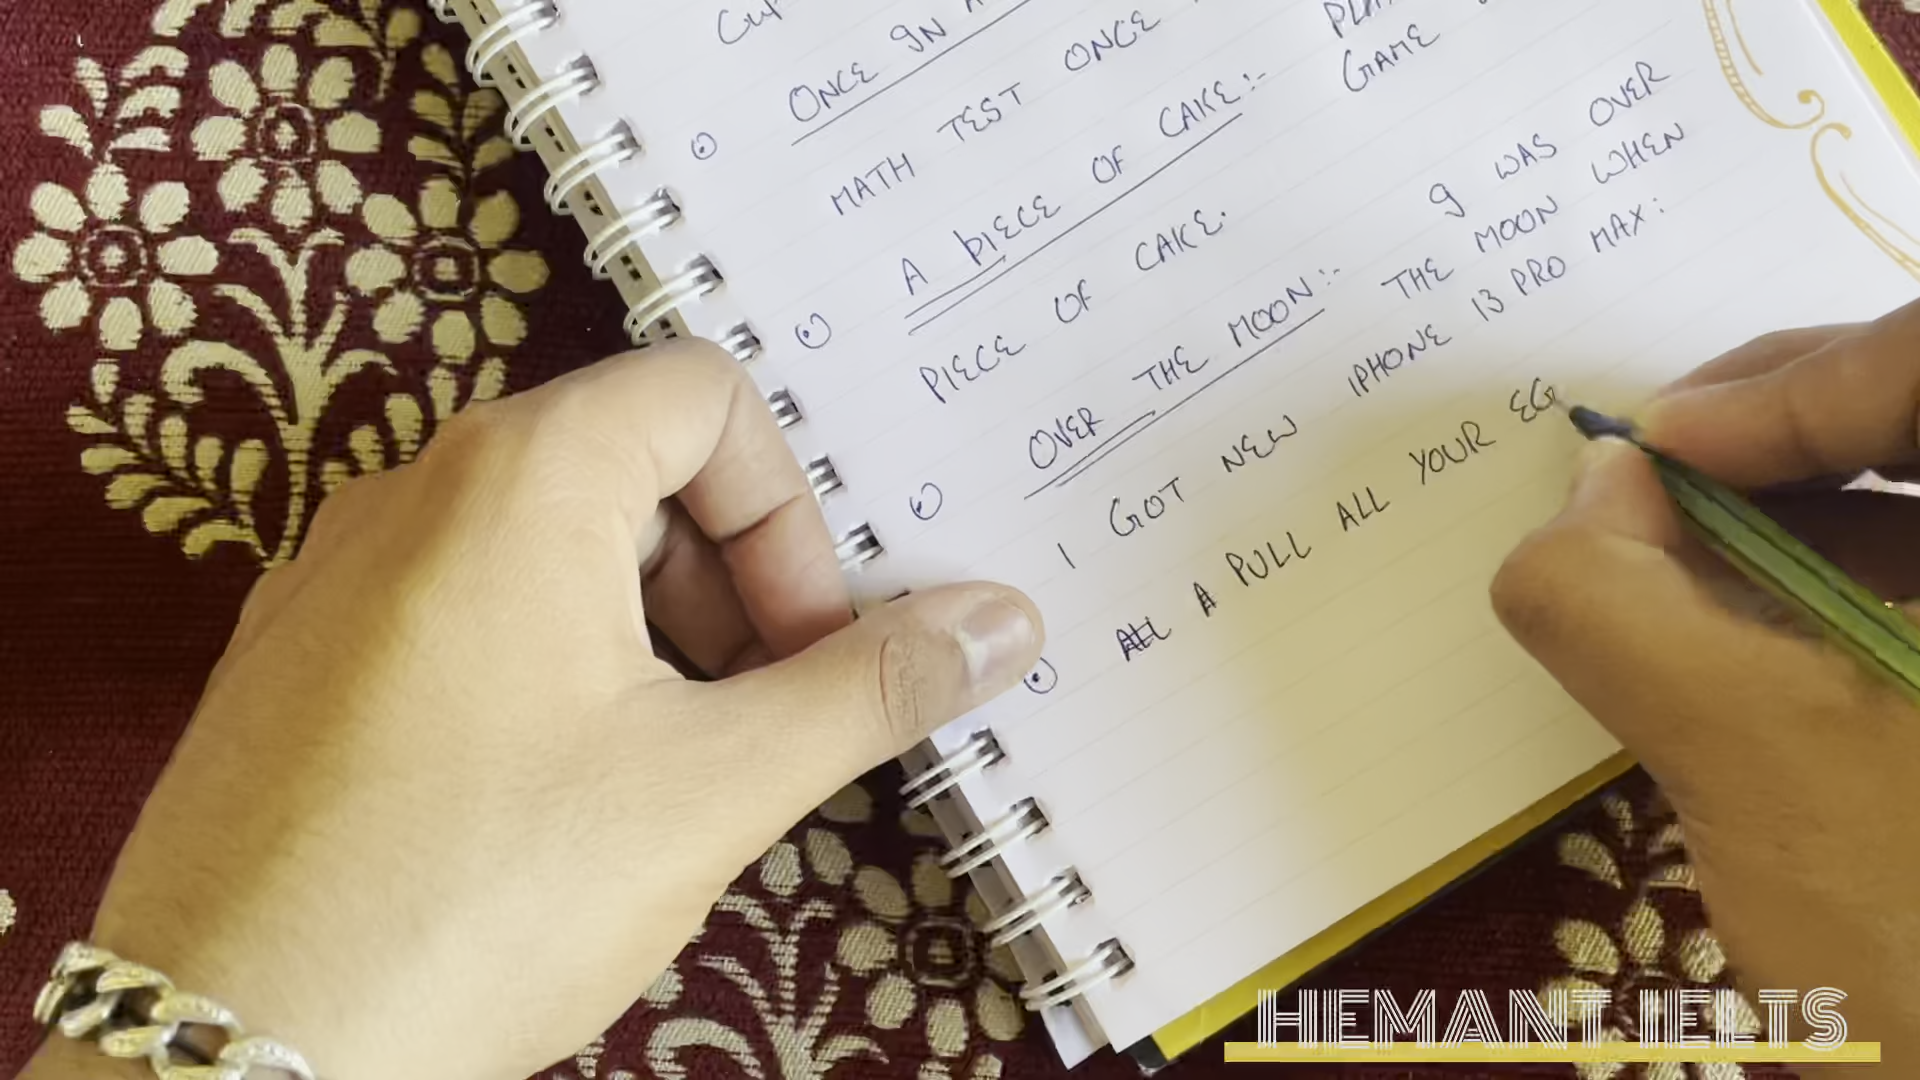 ONCE IN A
MATH TEST ONCE
A PIECE OF CAKE:-
GAME
PIECE OF CAKE.
OVER THE MOON:- I WAS OVER
THE MOON WHEN
I GOT NEW IPHONE 13 PRO MAX:
A PULL ALL YOUR EG
HEMANT IELTS